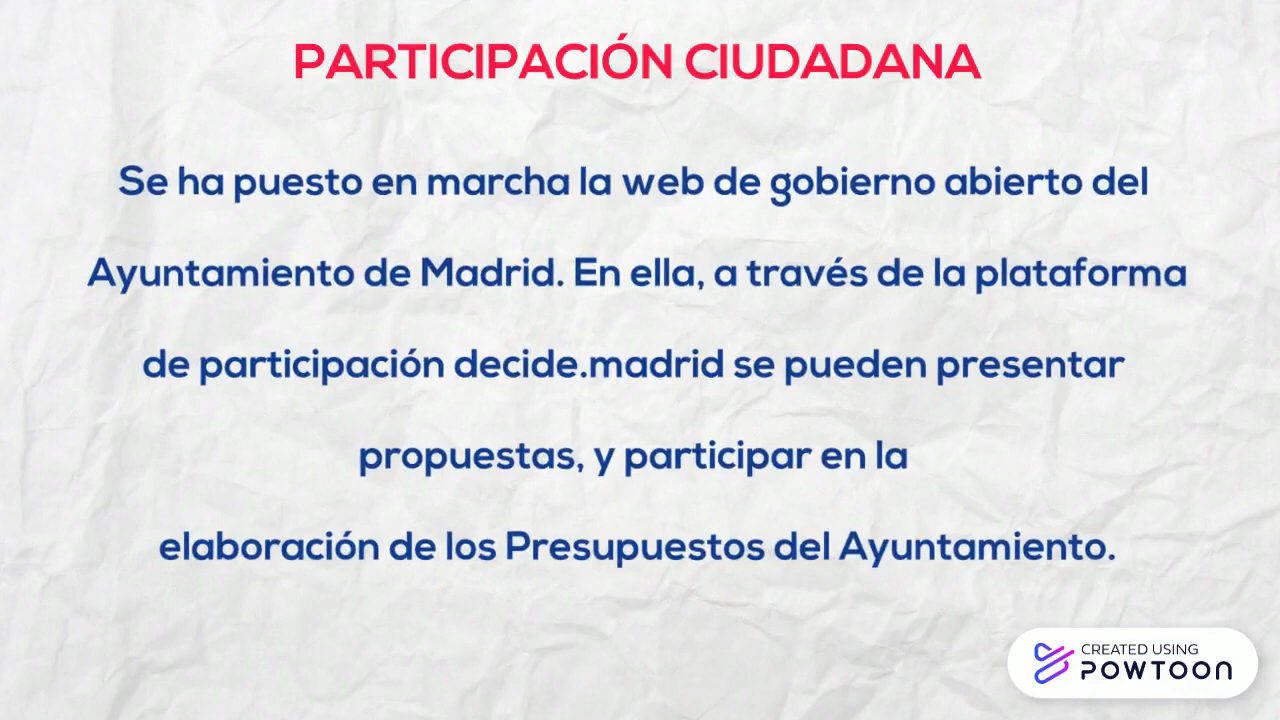 PARTICIPACIÓN CIUDADANA
Se ha puesto en marcha la web de gobierno abierto del
Ayuntamiento de Madrid. En ella, a través de la plataforma
de participación decide.madrid se pueden presentar
propuestas, y participar en la
elaboración de los Presupuestos del Ayuntamiento.
CREATED USING
POWTOON